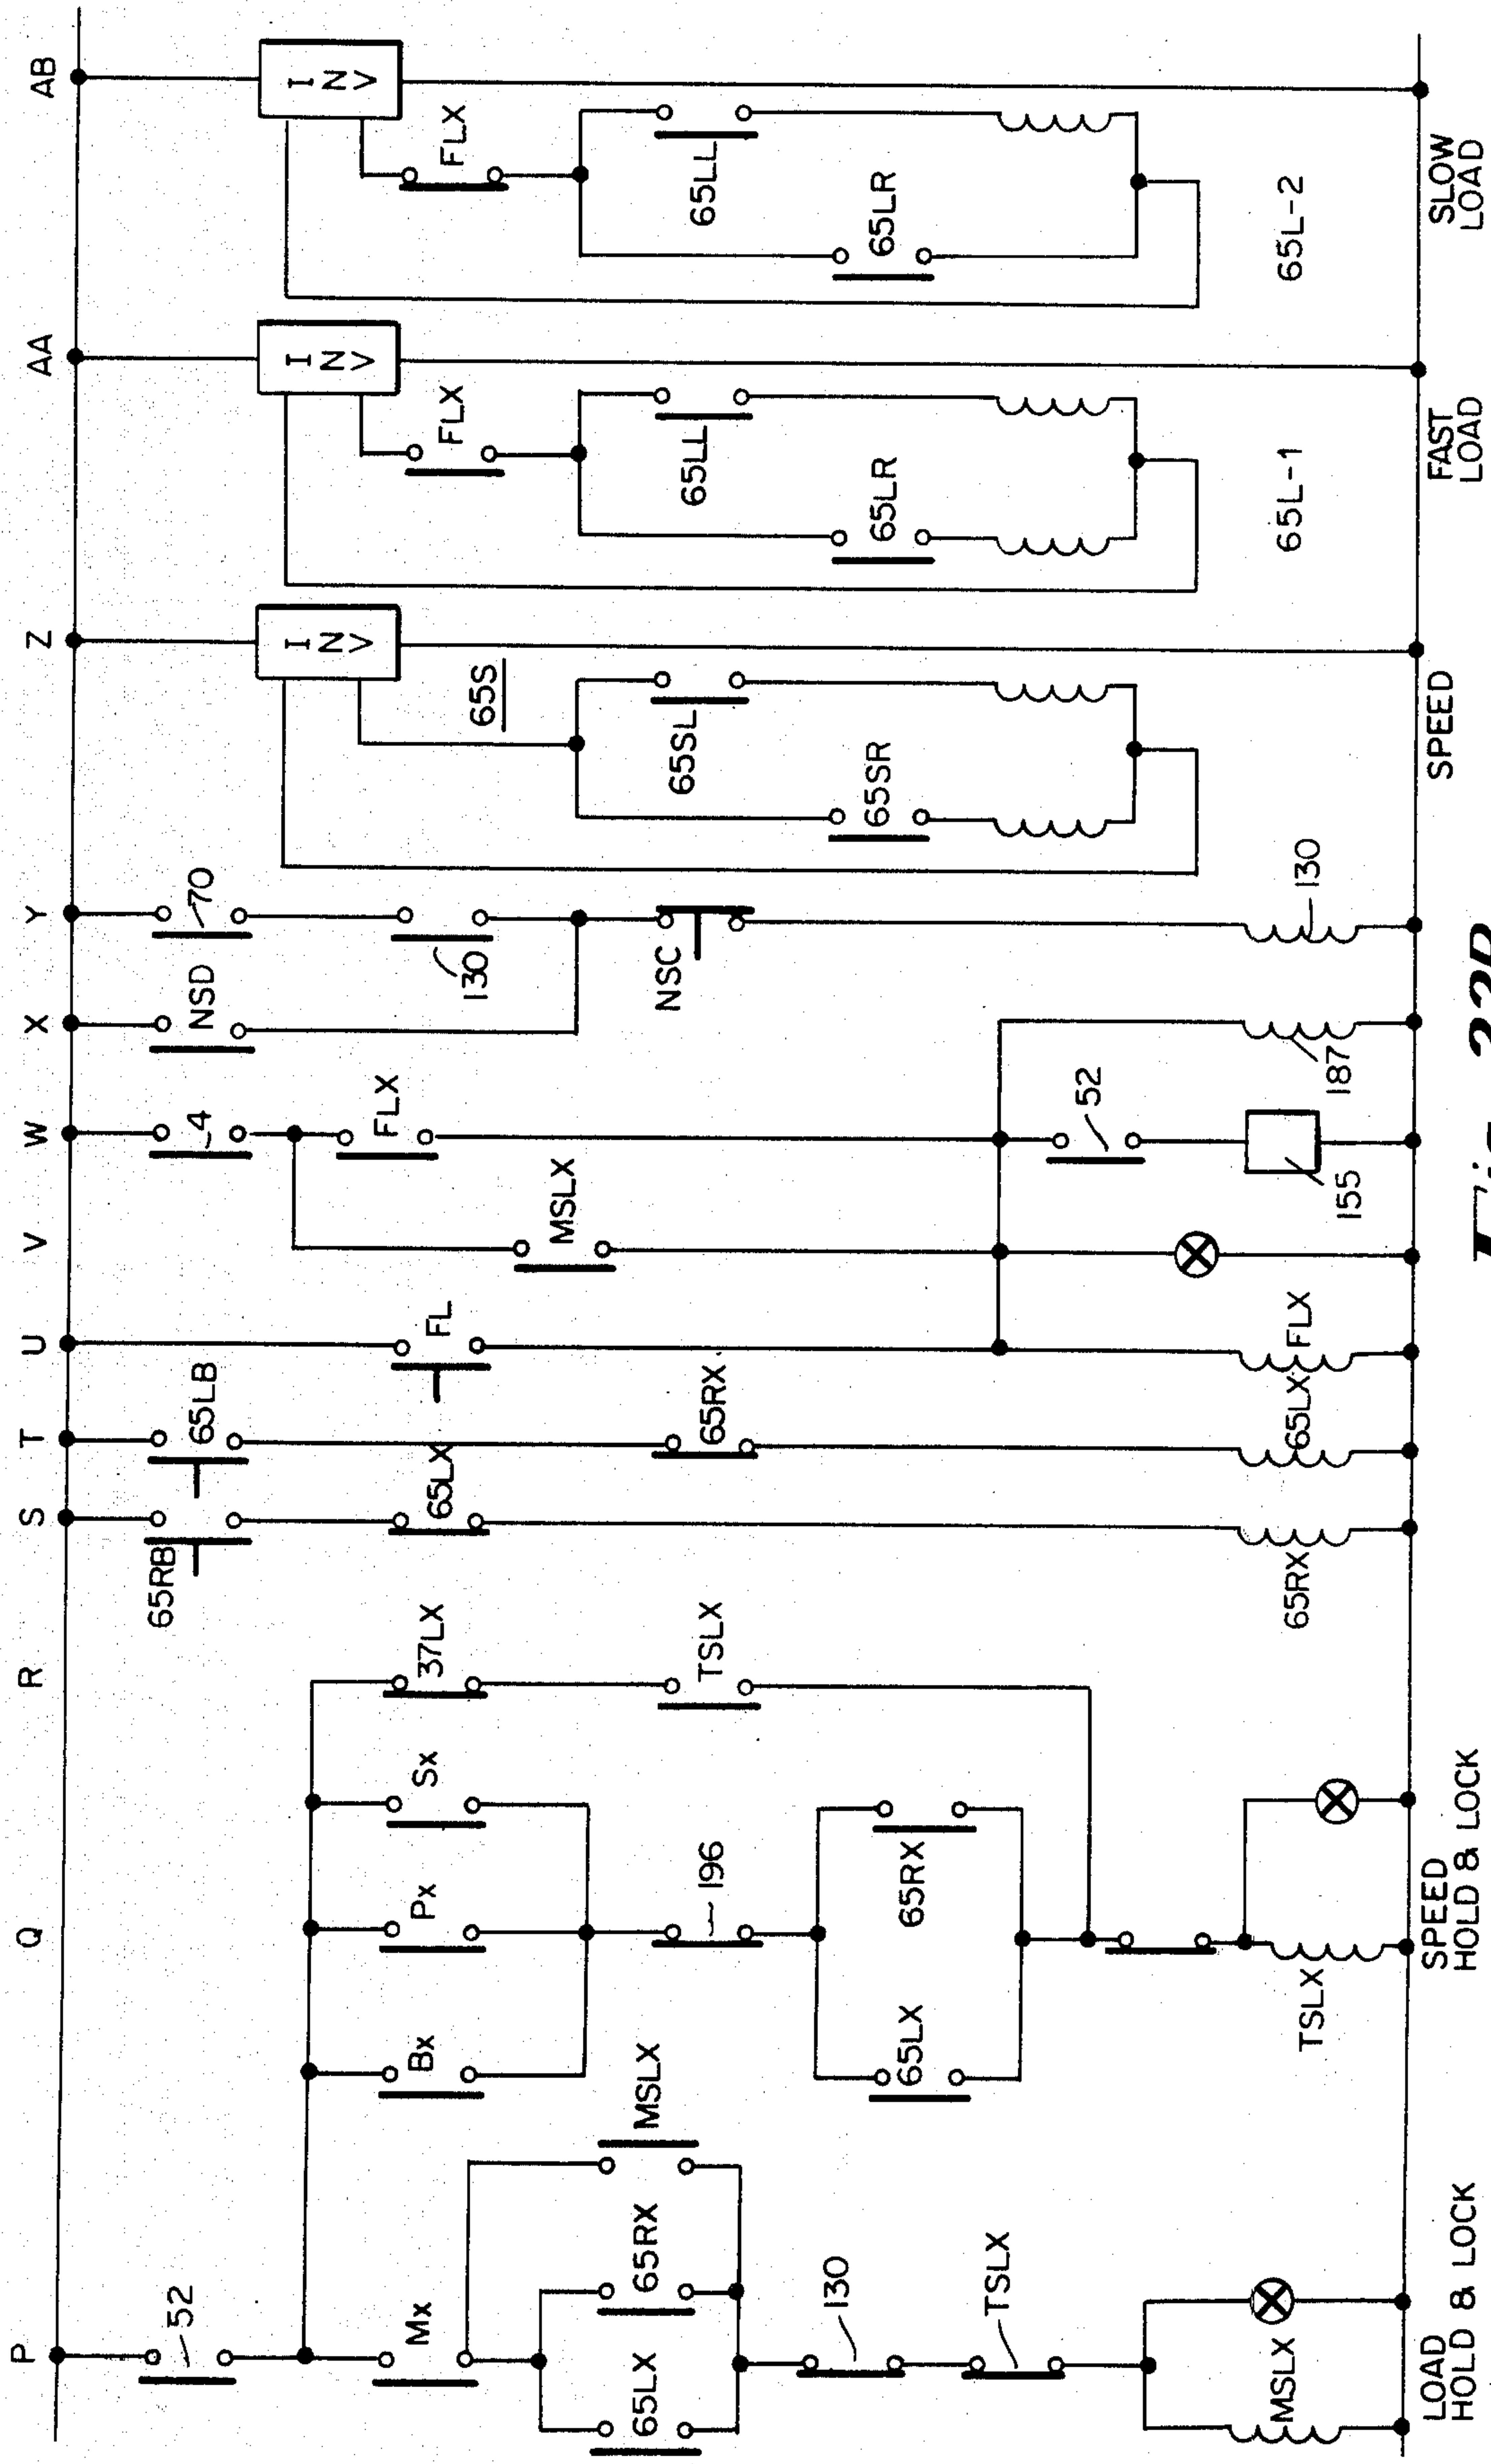 P
Q
R
S
T
U
V
W
X
Y
Z
AA
AB
52
Mx
65LX
65RX
MSLX
130
TSLX
MSLX
LOAD
HOLD & LOCK
Bx
Px
Sx
37LX
TSLX
196
65LX
65RX
TSLX
SPEED
HOLD & LOCK
65RB
65LX
65RX
65LB
65RX
65LX
FL
FLX
MSLX
4
FLX
52
155
187
NSD
70
130
NSC
130
INV
65S
65SL
65SR
SPEED
INV
FLX
65LL
65LR
65L-1
FAST
LOAD
INV
FLX
65LL
65LR
65L-2
SLOW
LOAD